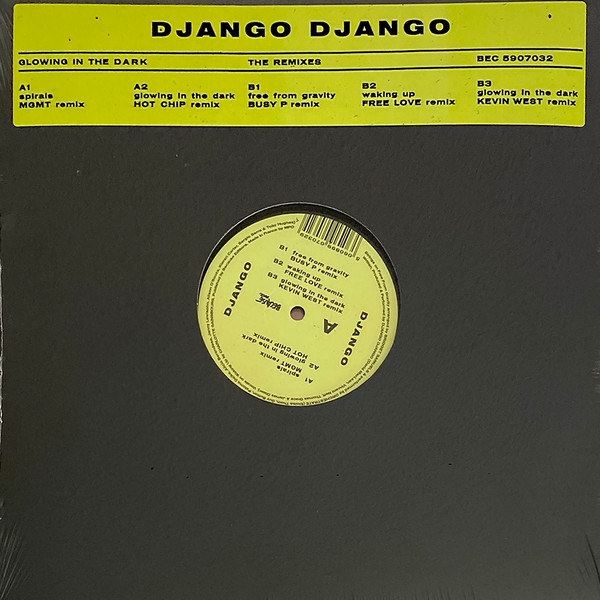 DJANGO DJANGO
GLOWING IN THE DARK THE REMIXES BEC 5907032
A1
spirals
MGMT remix
A2
glowing in the dark
HOT CHIP remix
B1
free from gravity
BUSY P remix
B2
waking up
FREE LOVE remix
B3
glowing in the dark
KEVIN WEST remix
B1 free from gravity
BUSY P remix
B2 waking up
FREE LOVE remix
B3 glowing in the dark
KEVIN WEST remix
DJANGO
DJANGO
A
A1 spirals
MGMT remix
A2 glowing in the dark
HOT CHIP remix